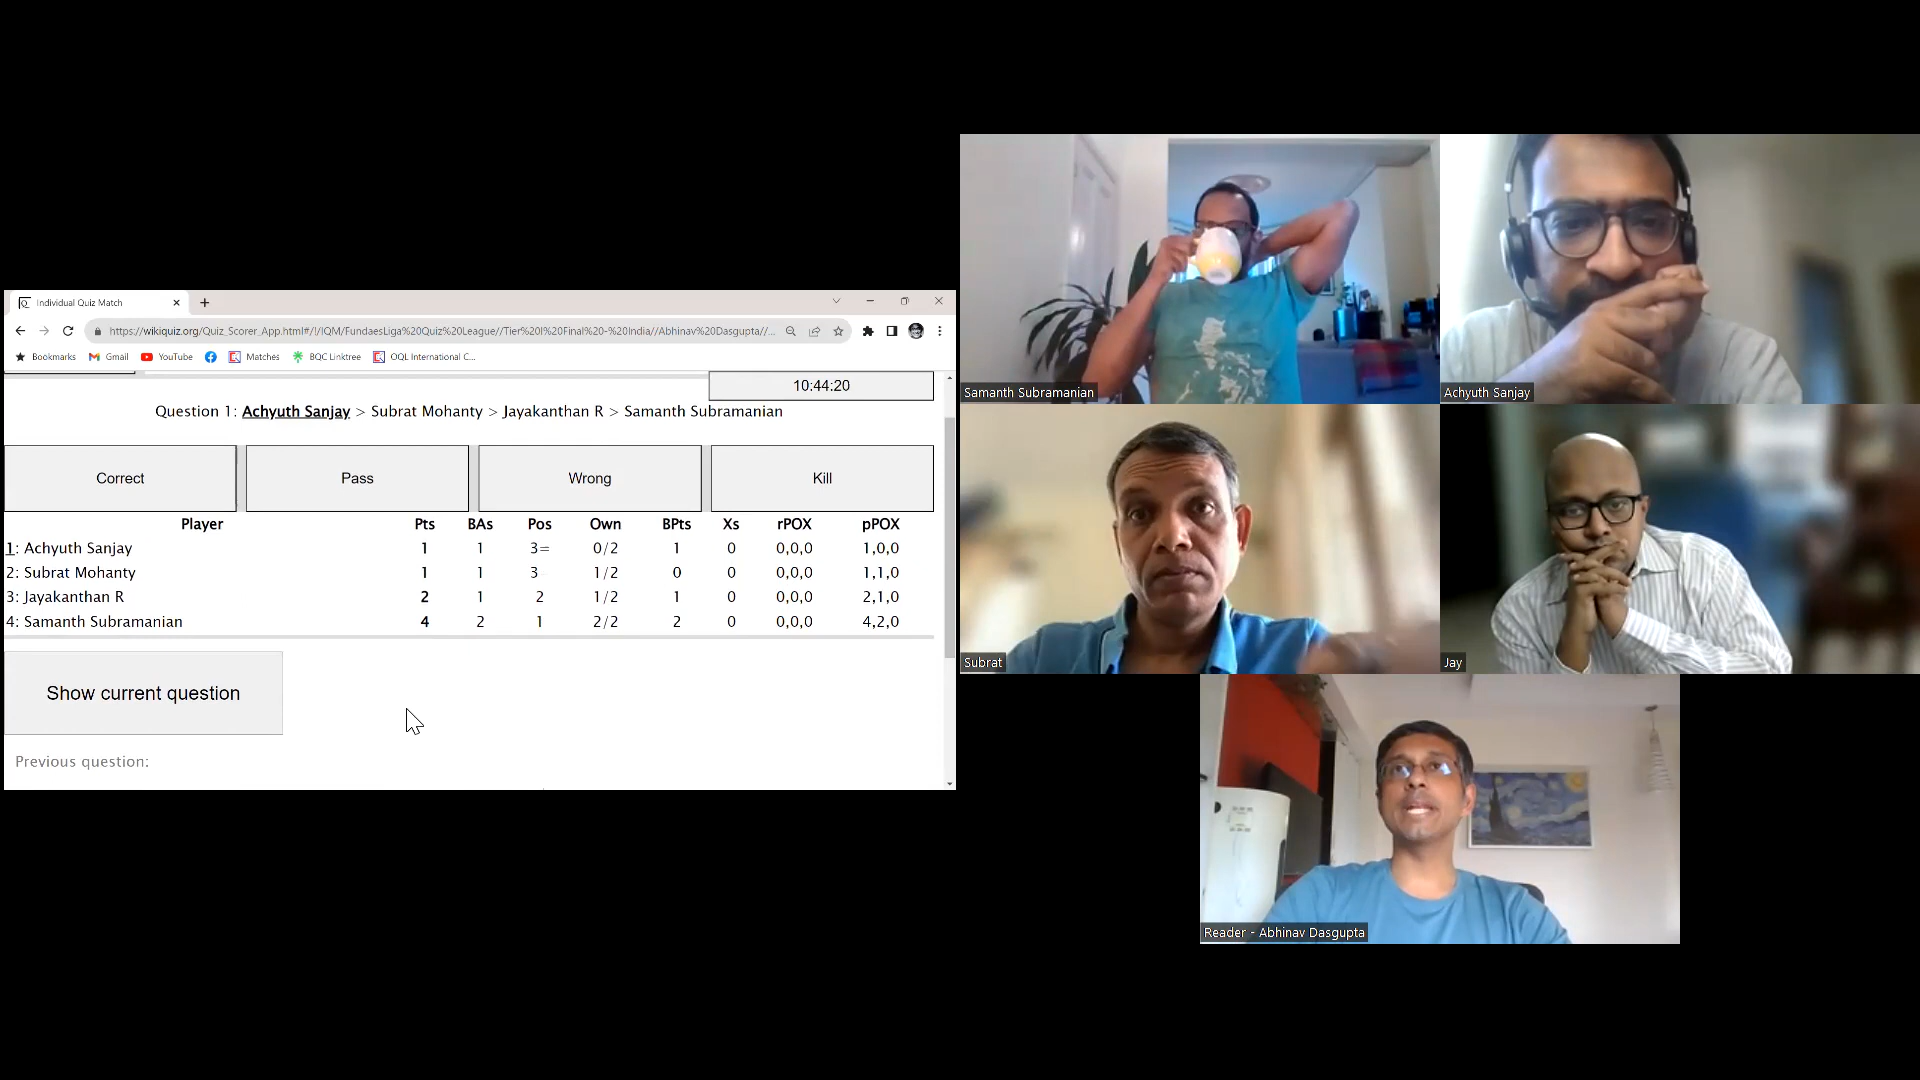 Individual Quiz Match
https://wikiquiz.org/Quiz_Scorer_App.html#/!/IQM/FundaesLiga%20Quiz%20League//Tier%20I%20Final%20-%20India//Abhinav%20Dasgupta//...
Bookmarks Gmail YouTube Matches BQC Linktree OQL International C...
10:44:20
Question 1: Achyuth Sanjay > Subrat Mohanty > Jayakanthan R > Samanth Subramanian
Correct Pass Wrong Kill
Player Pts BAs Pos Own BPts Xs rPOX pPOX
1: Achyuth Sanjay 1 1 3= 0/2 1 0 0,0,0 1,0,0
2: Subrat Mohanty 1 1 3 1/2 0 0 0,0,0 1,1,0
3: Jayakanthan R 2 1 2 1/2 1 0 0,0,0 2,1,0
4: Samanth Subramanian 4 2 1 2/2 2 0 0,0,0 4,2,0
Show current question
Previous question:
Samanth Subramanian
Achyuth Sanjay
Subrat
Jay
Reader - Abhinav Dasgupta